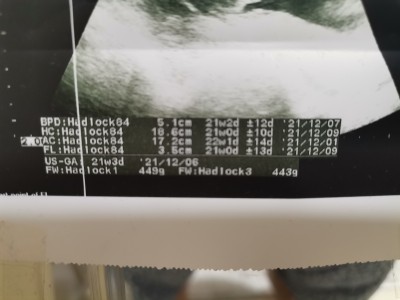 BPD:Hadlock84 5.1cm 21w2d ±12d '21/12/07
HC:Hadlock84 18.6cm 21w0d ±10d '21/12/09
2.0 AC:Hadlock84 17.2cm 22w1d ±14d '21/12/01
FL:Hadlock84 3.5cm 21w0d ±13d '21/12/09
US-GA: 21w3d '21/12/06
FW:Hadlock1 449g FW:Hadlock3 443g